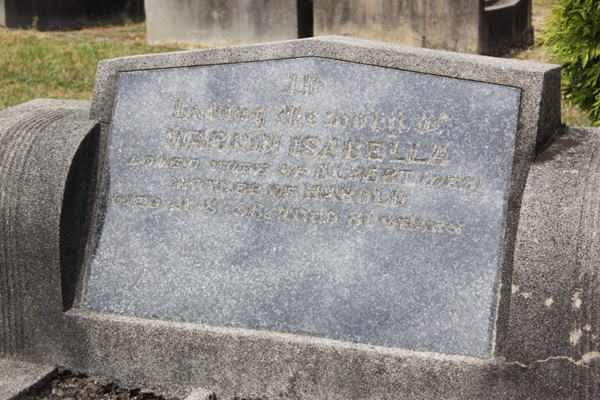 In
Loving Memory of
ISABELLA
LOVED WIFE OF ALBERT (DEC)
MOTHER OF HAROLD
DIED AGED 81 YEARS